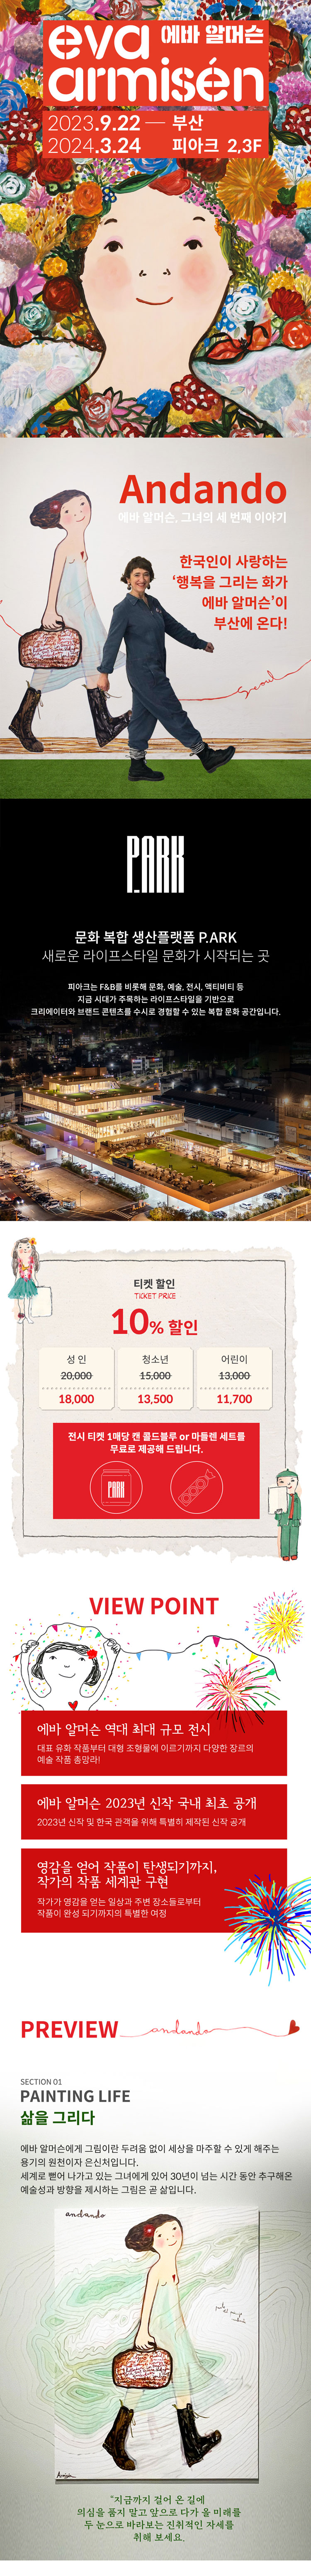 eva 에바 알머슨
armisén
2023.9.22 — 부산
2024.3.24 피아크 2,3F
Andando
에바 알머슨, 그녀의 세 번째 이야기
한국인이 사랑하는
‘행복을 그리는 화가
에바 알머슨’이
부산에 온다!
Seoul
P.ARK
문화 복합 생산플랫폼 P.ARK
새로운 라이프스타일 문화가 시작되는 곳
피아크는 F&B를 비롯해 문화, 예술, 전시, 액티비티 등
지금 시대가 주목하는 라이프스타일을 기반으로
크리에이터와 브랜드 콘텐츠를 수시로 경험할 수 있는 복합 문화 공간입니다.
티켓 할인
TICKET PRICE
10% 할인
성 인 청소년 어린이
20,000 15,000 13,000
18,000 13,500 11,700
전시 티켓 1매당 캔 콜드블루 or 마들렌 세트를
무료로 제공해 드립니다.
P.ARK
VIEW POINT
에바 알머슨 역대 최대 규모 전시
대표 유화 작품부터 대형 조형물에 이르기까지 다양한 장르의
예술 작품 총망라!
에바 알머슨 2023년 신작 국내 최초 공개
2023년 신작 및 한국 관객을 위해 특별히 제작된 신작 공개
영감을 얻어 작품이 탄생되기까지,
작가의 작품 세계관 구현
작가가 영감을 얻는 일상과 주변 장소들로부터
작품이 완성 되기까지의 특별한 여정
PREVIEW andando
SECTION 01
PAINTING LIFE
삶을 그리다
에바 알머슨에게 그림이란 두려움 없이 세상을 마주할 수 있게 해주는
용기의 원천이자 은신처입니다.
세계로 뻗어 나가고 있는 그녀에게 있어 30년이 넘는 시간 동안 추구해온
예술성과 방향을 제시하는 그림은 곧 삶입니다.
andando
Armisén
“지금까지 걸어 온 길에
의심을 품지 말고 앞으로 다가 올 미래를
두 눈으로 바라보는 진취적인 자세를
취해 보세요.